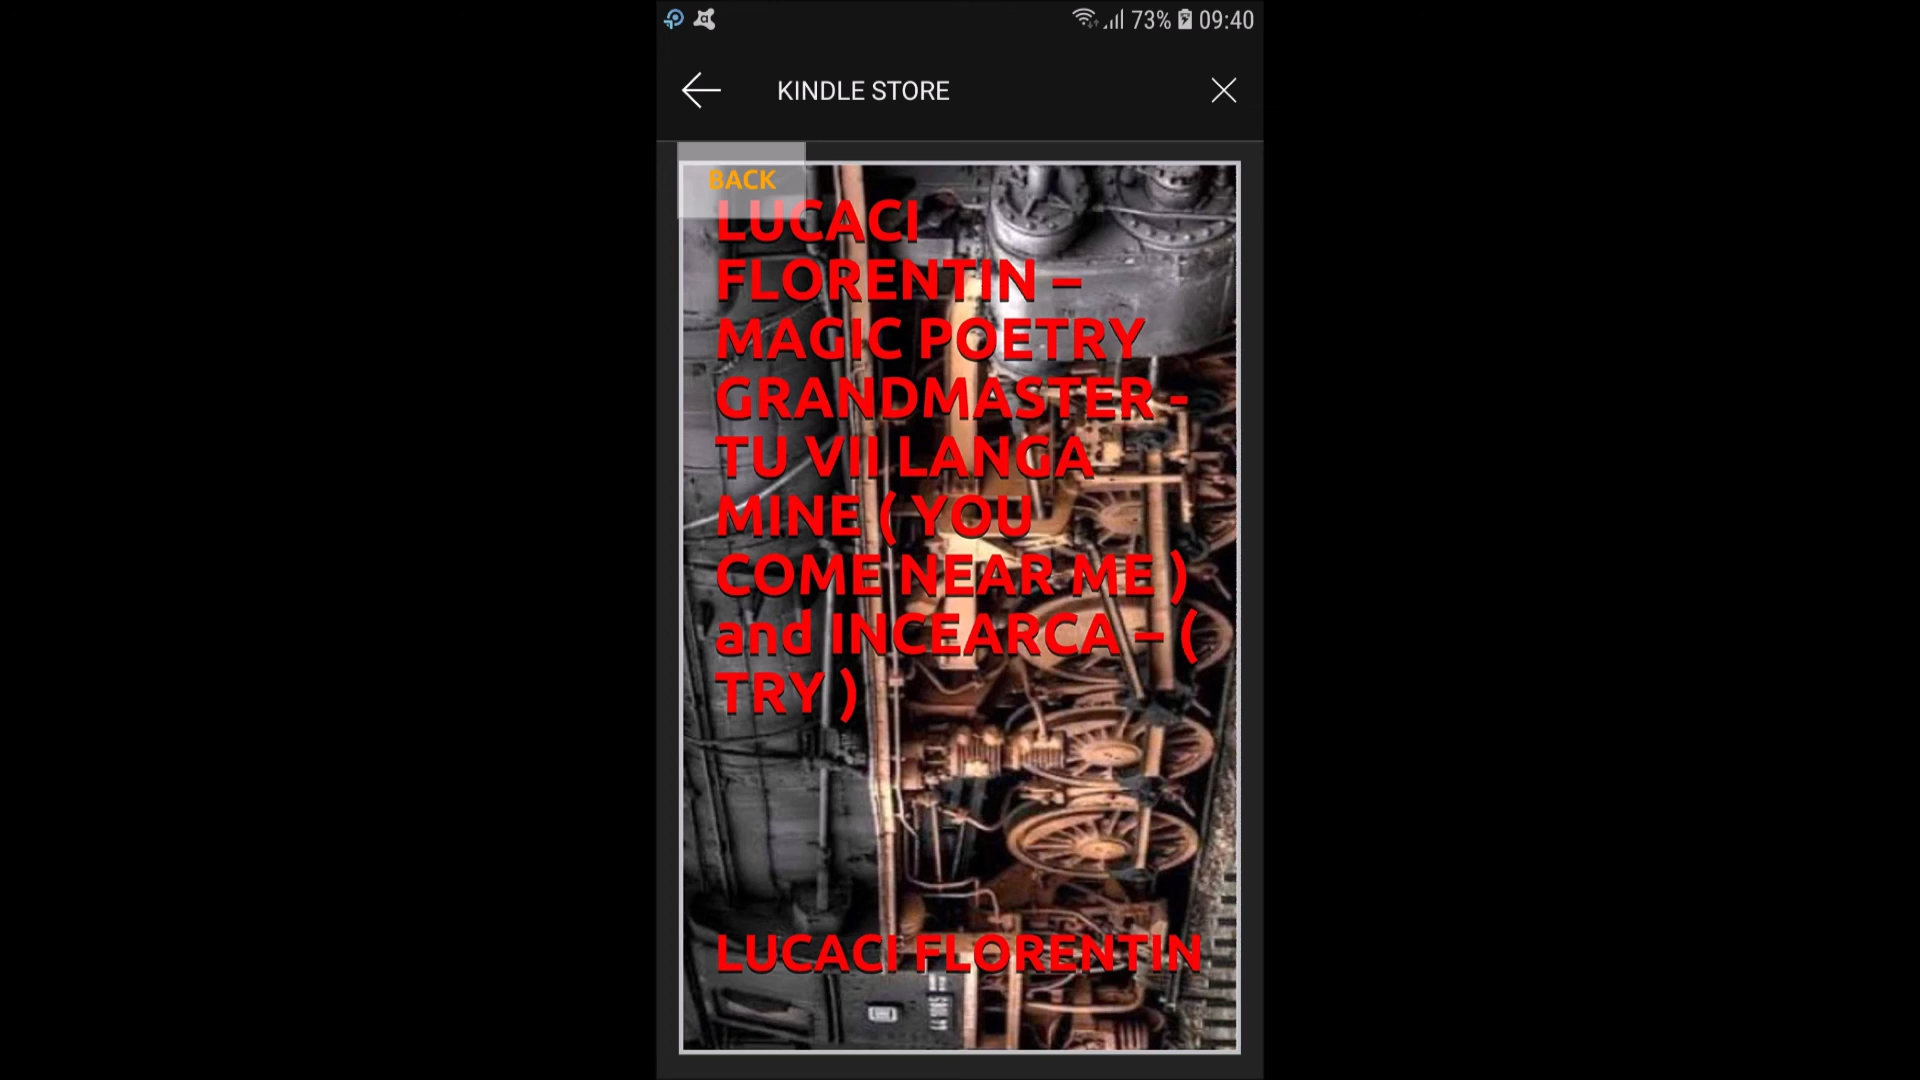 73% 09:40
KINDLE STORE
BACK
LUCACI
FLORENTIN –
MAGIC POETRY
GRANDMASTER -
TU VII LANGA
MINE ( YOU
COME NEAR ME )
and INCEARCA – (
TRY )
LUCACI FLORENTIN